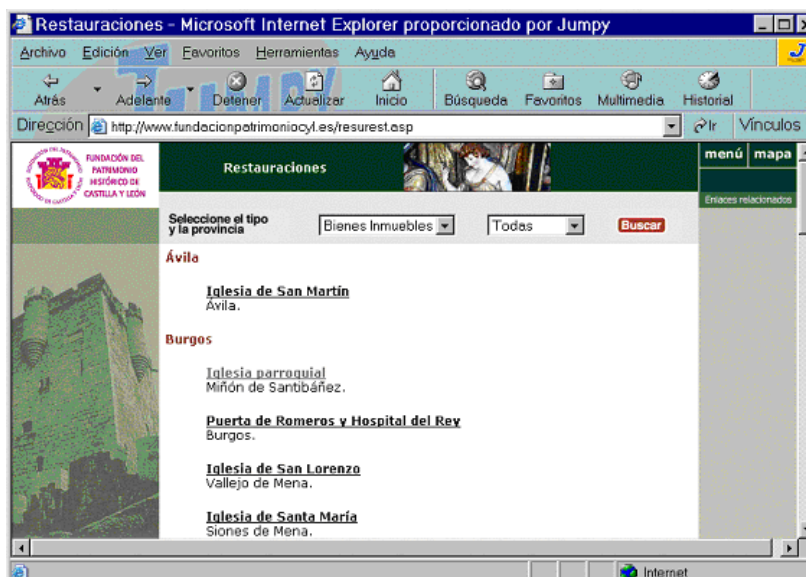 Restauraciones - Microsoft Internet Explorer proporcionado por Jumpy
Archivo Edición Ver Favoritos Herramientas Ayuda
Atrás Adelante Detener Actualizar Inicio Búsqueda Favoritos Multimedia Historial
Dirección http://www.fundacionpatrimoniocyl.es/resurest.asp Ir Vínculos
FUNDACIÓN DEL
PATRIMONIO
HISTÓRICO DE
CASTILLA Y LEÓN
Restauraciones
menú mapa
Enlaces relacionados
Seleccione el tipo
y la provincia
Bienes Inmuebles Todas Buscar
Ávila
Iglesia de San Martín
Ávila.
Burgos
Iglesia parroquial
Miñón de Santibáñez.
Puerta de Romeros y Hospital del Rey
Burgos.
Iglesia de San Lorenzo
Vallejo de Mena.
Iglesia de Santa María
Siones de Mena.
Internet